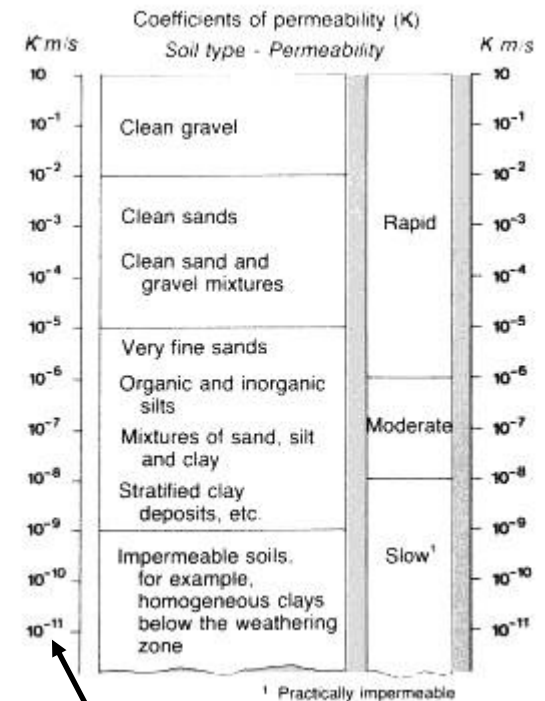 Coefficients of permeability (K)
K m/s Soil type - Permeability K m/s
10 10
10⁻¹ Clean gravel 10⁻¹
10⁻² 10⁻²
10⁻³ Clean sands Rapid 10⁻³
Clean sand and
10⁻⁴ gravel mixtures 10⁻⁴
10⁻⁵ 10⁻⁵
Very fine sands
10⁻⁶ Organic and inorganic 10⁻⁶
silts
10⁻⁷ Mixtures of sand, silt Moderate 10⁻⁷
and clay
10⁻⁸ 10⁻⁸
Stratified clay
deposits, etc.
10⁻⁹ 10⁻⁹
Impermeable soils. Slow¹
10⁻¹⁰ for example, 10⁻¹⁰
homogeneous clays
10⁻¹¹ below the weathering 10⁻¹¹
zone
¹ Practically impermeable